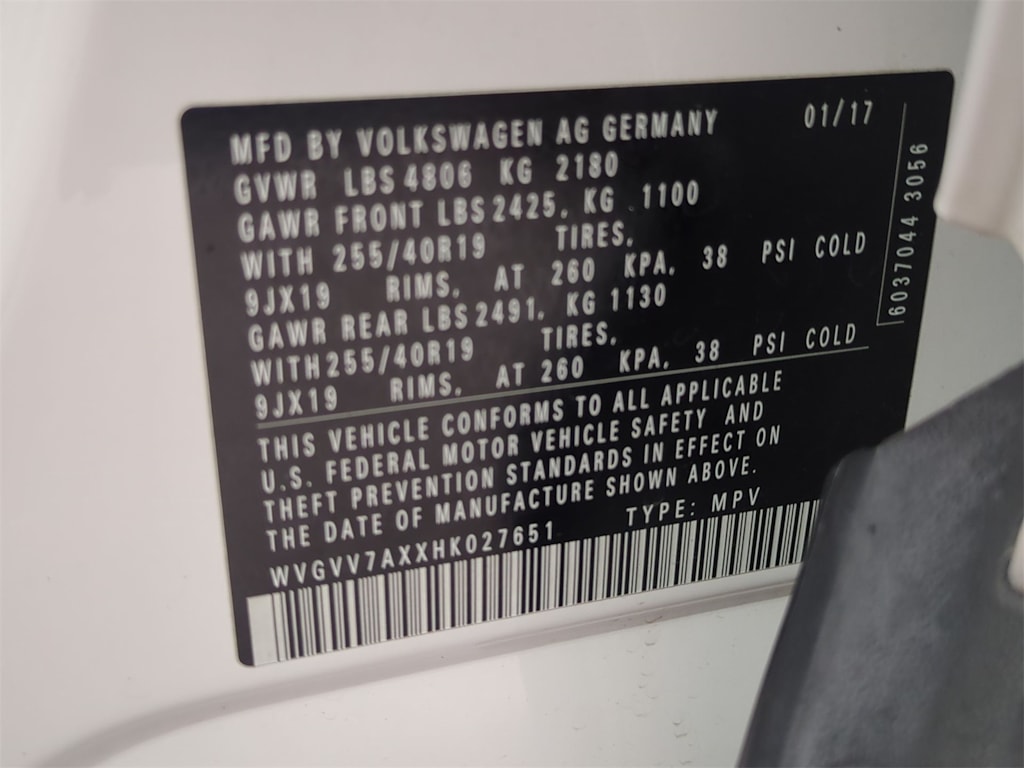 MFD BY VOLKSWAGEN AG GERMANY 01/17
GVWR LBS 4806 KG 2180
GAWR FRONT LBS 2425, KG 1100
WITH 255/40R19 TIRES,
9JX19 RIMS, AT 260 KPA, 38 PSI COLD
GAWR REAR LBS 2491, KG 1130
WITH 255/40R19 TIRES,
9JX19 RIMS, AT 260 KPA, 38 PSI COLD
THIS VEHICLE CONFORMS TO ALL APPLICABLE
U.S. FEDERAL MOTOR VEHICLE SAFETY AND
THEFT PREVENTION STANDARDS IN EFFECT ON
THE DATE OF MANUFACTURE SHOWN ABOVE.
WVGVV7AXXHK027651 TYPE: MPV
6037044 3056